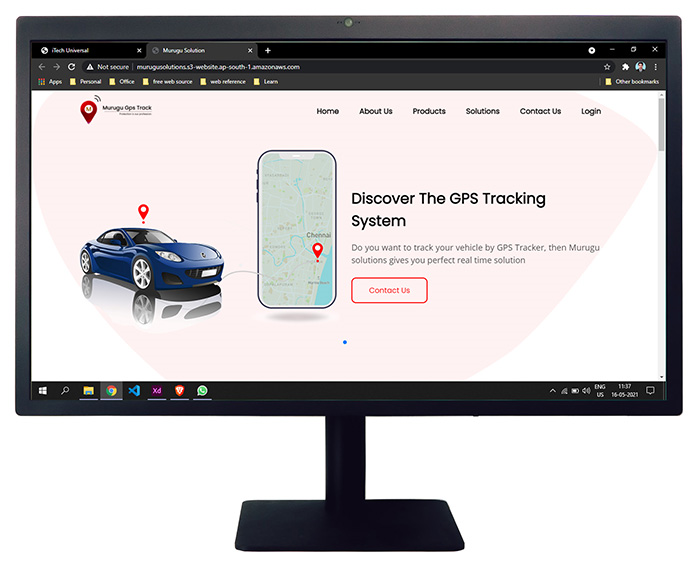 iTech Universal
Murugu Solution
Not secure
murugusolutions.s3-website.ap-south-1.amazonaws.com
Apps
Personal
Office
free web source
web reference
Learn
Other bookmarks
M
Murugu Gps Track
Home
About Us
Products
Solutions
Contact Us
Login
Chennai
Discover The GPS Tracking
System
Do you want to track your vehicle by GPS Tracker, then Murugu
solutions gives you perfect real time solution
Contact Us
Xd
ENG
US
11:37
16-05-2021